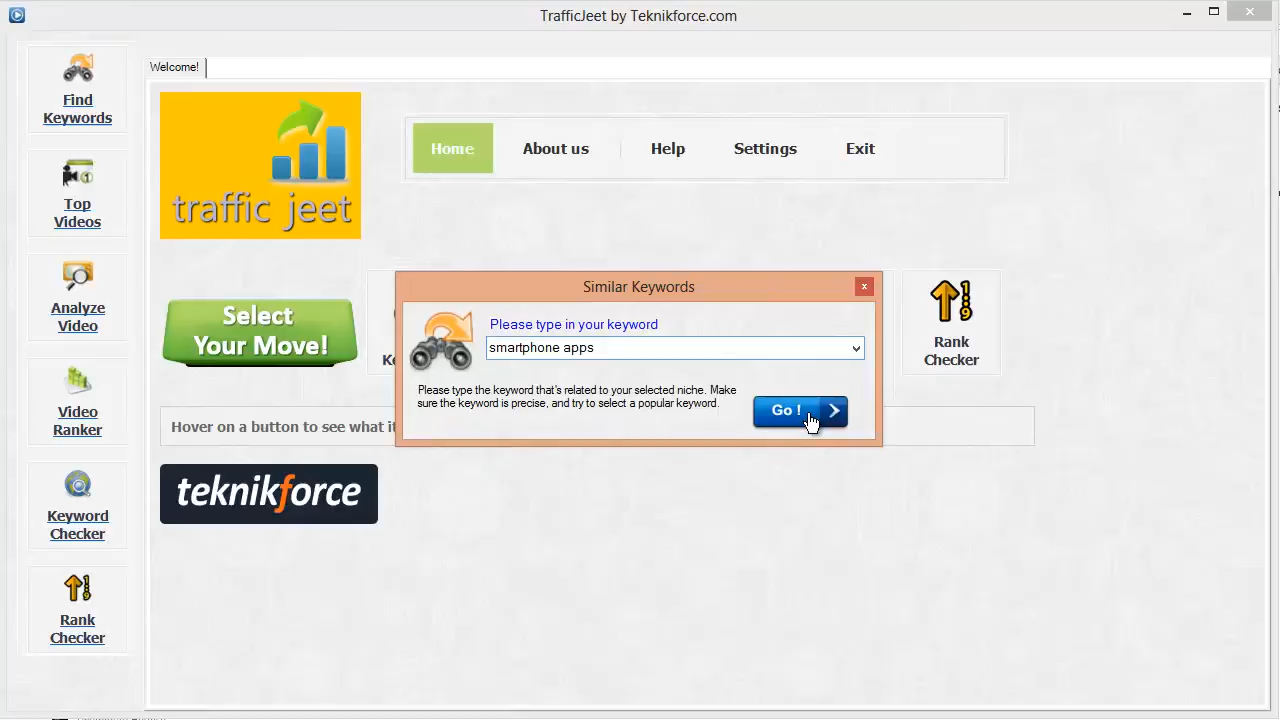 TrafficJeet by Teknikforce.com
Find
Keywords
Top
Videos
Analyze
Video
Video
Ranker
Keyword
Checker
Rank
Checker
Welcome!
traffic jeet
Home
About us
Help
Settings
Exit
Select
Your Move!
Similar Keywords
x
Please type in your keyword
smartphone apps
Please type the keyword that's related to your selected niche. Make
sure the keyword is precise, and try to select a popular keyword.
Go !
Rank
Checker
Hover on a button to see what i
teknikforce